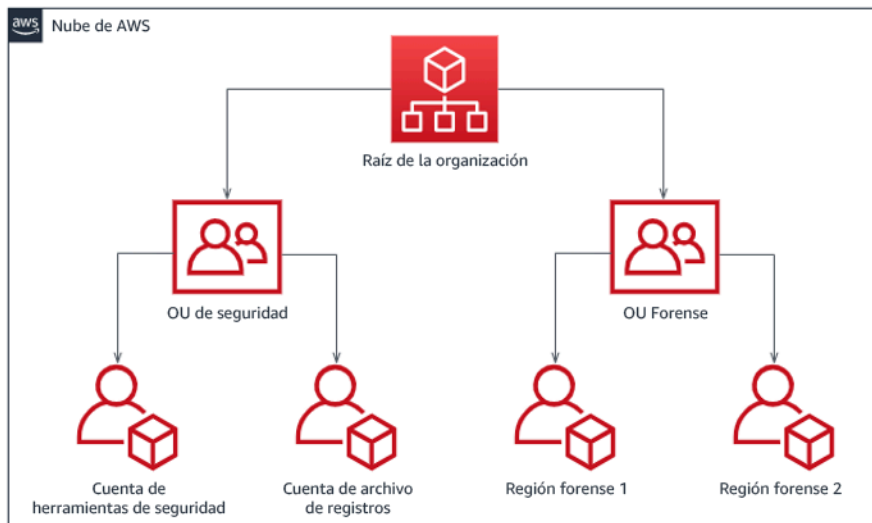 aws
Nube de AWS
Raíz de la organización
OU de seguridad
OU Forense
Cuenta de
herramientas de seguridad
Cuenta de archivo
de registros
Región forense 1
Región forense 2